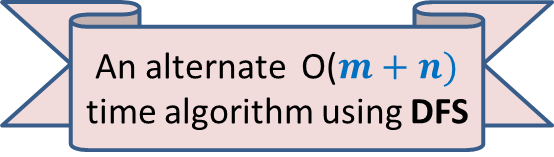 An alternate O(m + n)
time algorithm using DFS